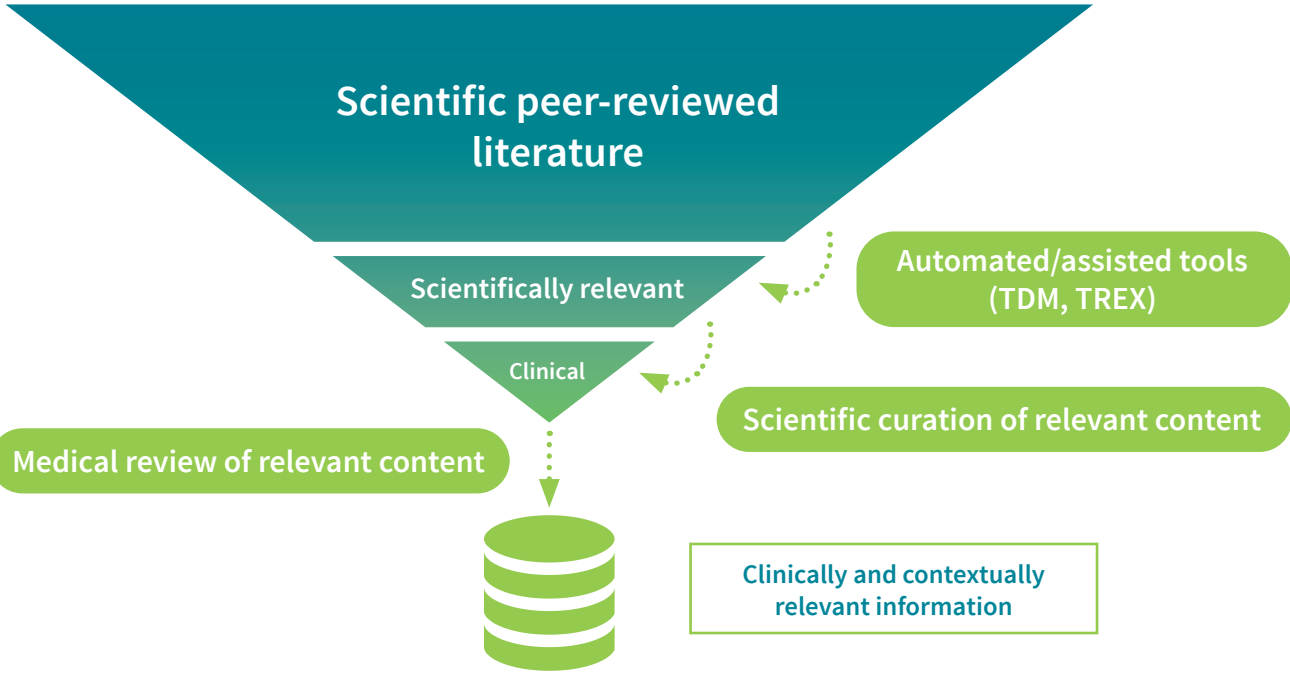 Scientific peer-reviewed
literature
Scientifically relevant
Automated/assisted tools
(TDM, TREX)
Clinical
Scientific curation of relevant content
Medical review of relevant content
Clinically and contextually
relevant information